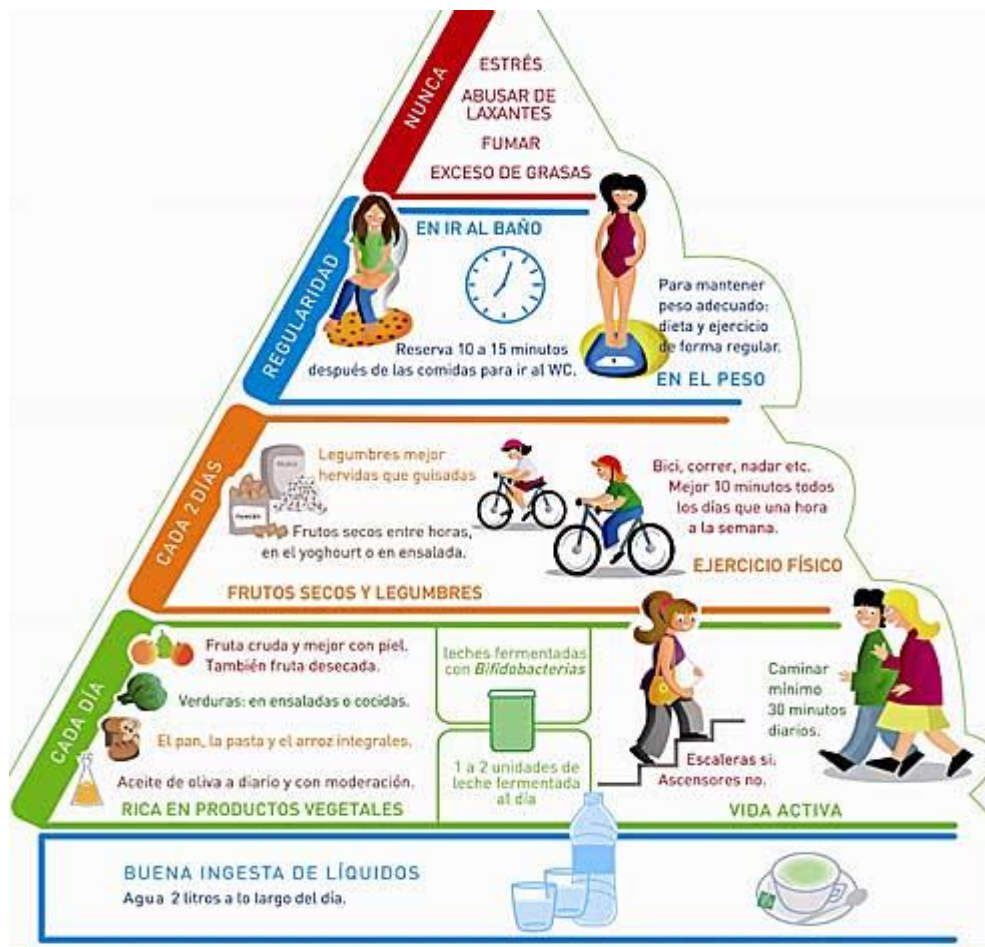 NUNCA
ESTRÉS
ABUSAR DE
LAXANTES
FUMAR
EXCESO DE GRASAS
REGULARIDAD
EN IR AL BAÑO
Reserva 10 a 15 minutos
después de las comidas para ir al WC.
Para mantener
peso adecuado:
dieta y ejercicio
de forma regular.
EN EL PESO
CADA 2 DÍAS
Legumbres mejor
hervidas que guisadas
Frutos secos entre horas,
en el yoghourt o en ensalada.
FRUTOS SECOS Y LEGUMBRES
Bici, correr, nadar etc.
Mejor 10 minutos todos
los días que una hora
a la semana.
EJERCICIO FÍSICO
CADA DÍA
Fruta cruda y mejor con piel.
También fruta desecada.
Verduras: en ensaladas o cocidas.
El pan, la pasta y el arroz integrales.
Aceite de oliva a diario y con moderación.
RICA EN PRODUCTOS VEGETALES
leches fermentadas
con Bifidobacterias
1 a 2 unidades de
leche fermentada
al día
Escaleras si.
Ascensores no.
Caminar
mínimo
30 minutos
diarios.
VIDA ACTIVA
BUENA INGESTA DE LÍQUIDOS
Agua 2 litros a lo largo del día.